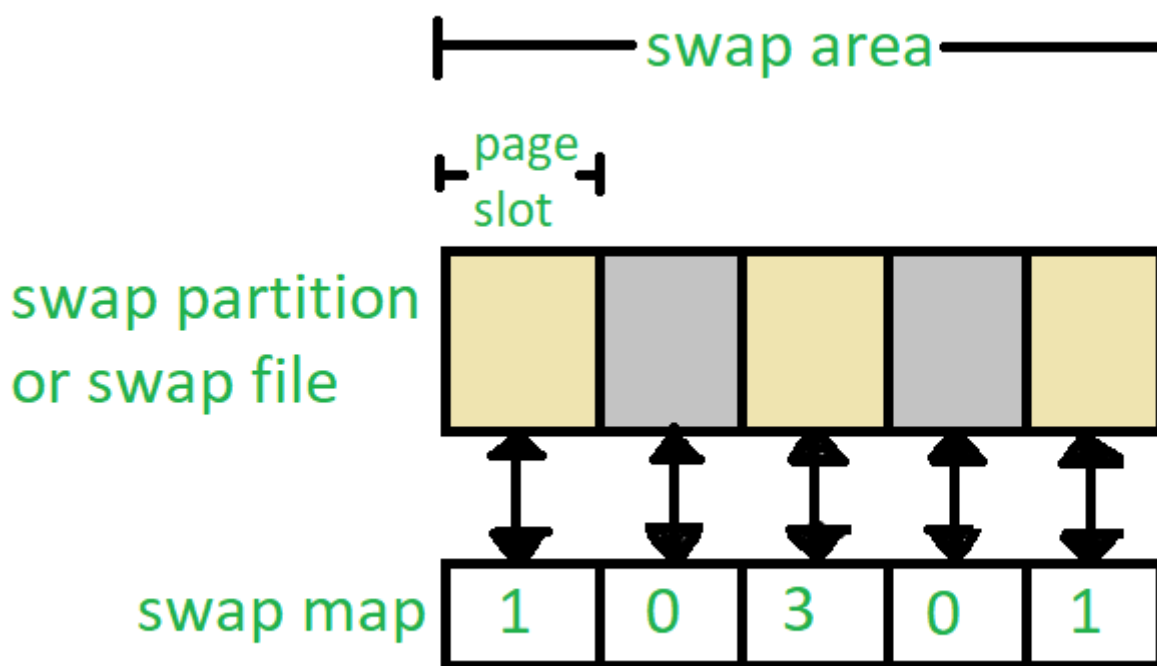 swap area
page
slot
swap partition
or swap file
swap map 1 0 3 0 1